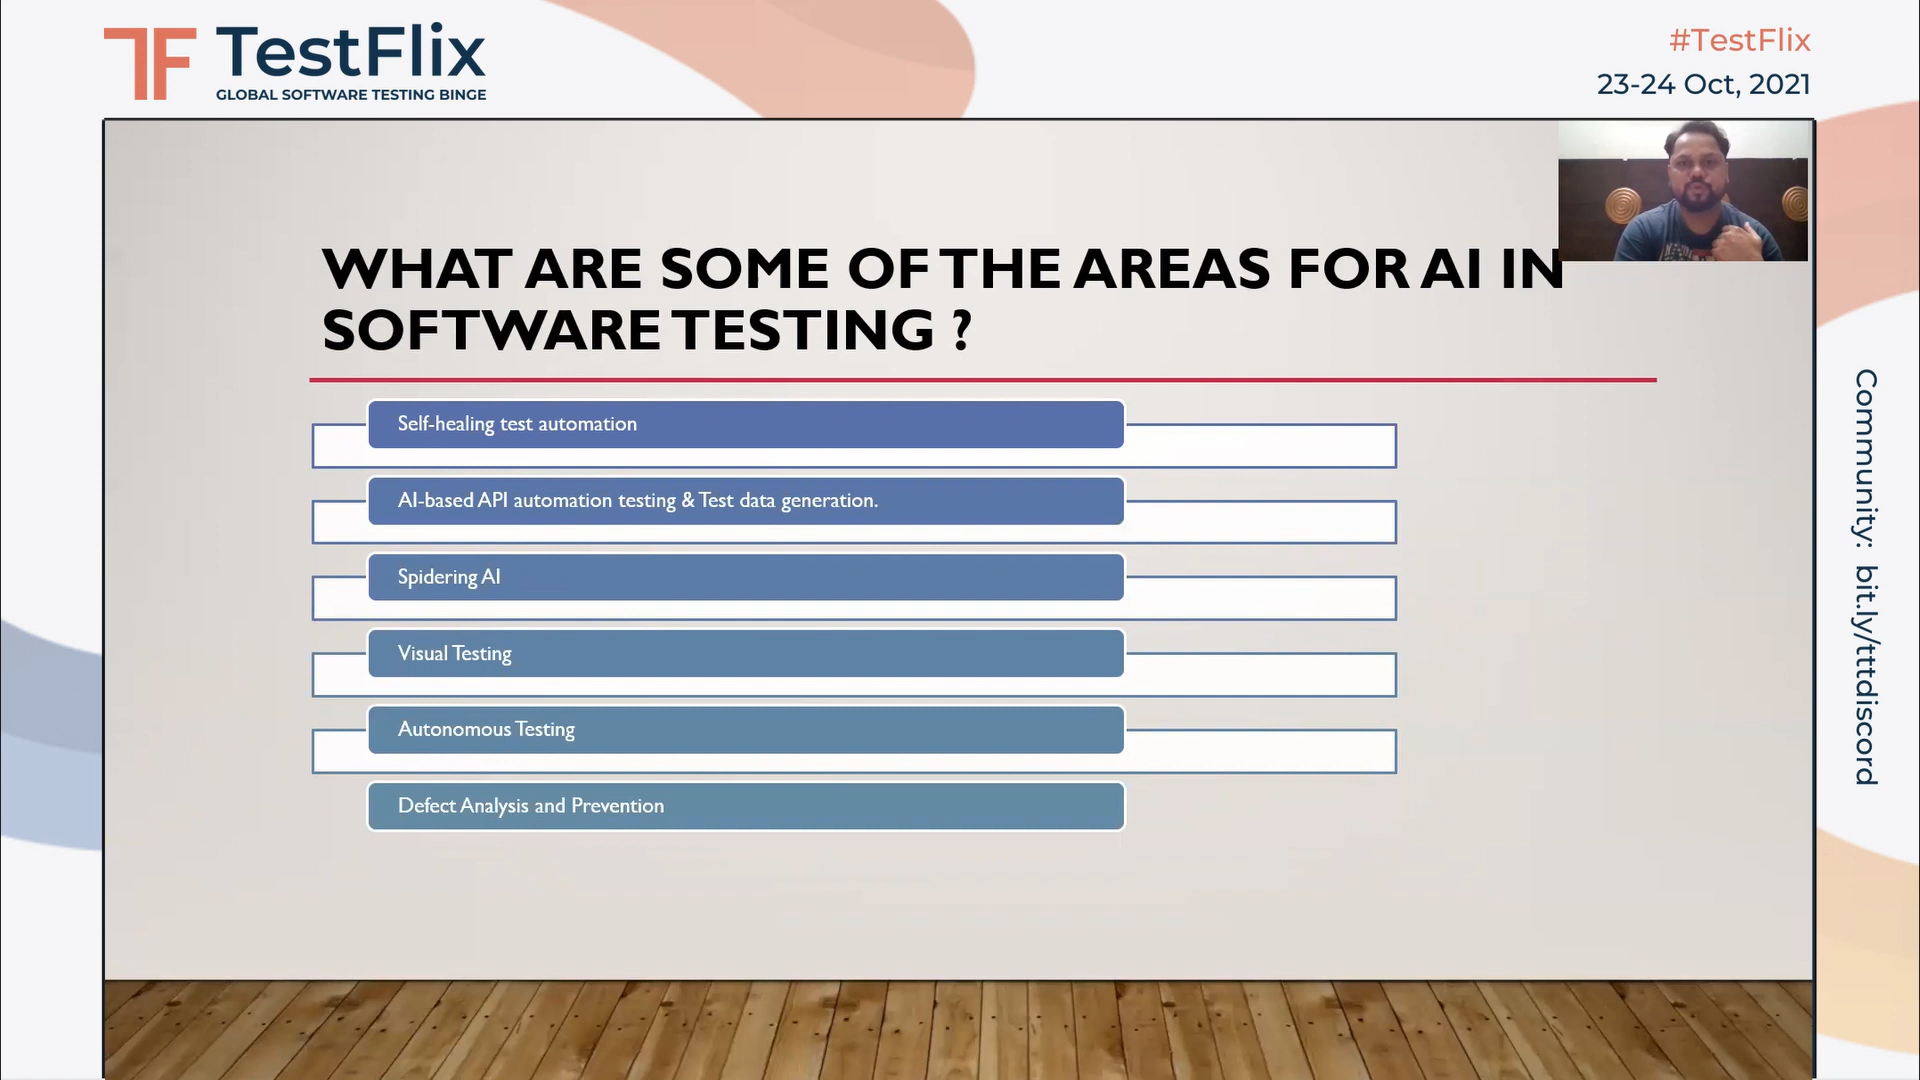 TF TestFlix
GLOBAL SOFTWARE TESTING BINGE
#TestFlix
23-24 Oct, 2021
WHAT ARE SOME OF THE AREAS FOR AI IN
SOFTWARE TESTING ?
Self-healing test automation
AI-based API automation testing & Test data generation.
Spidering AI
Visual Testing
Autonomous Testing
Defect Analysis and Prevention
Community: bit.ly/tttdiscord